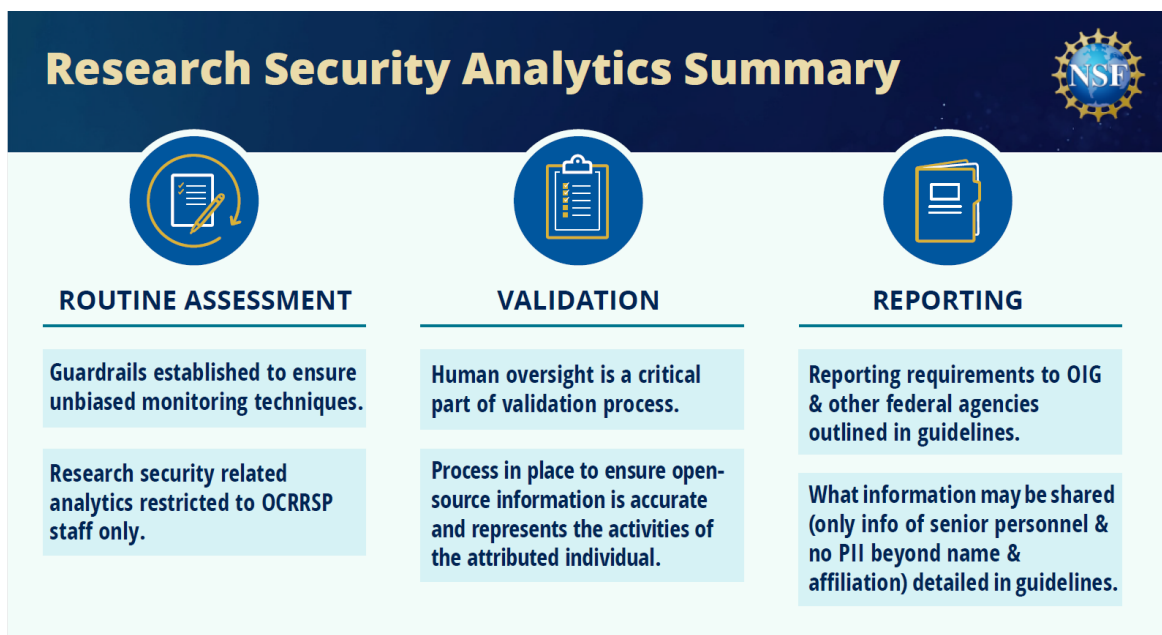 Research Security Analytics Summary
NSF
ROUTINE ASSESSMENT
Guardrails established to ensure
unbiased monitoring techniques.
Research security related
analytics restricted to OCRRSP
staff only.
VALIDATION
Human oversight is a critical
part of validation process.
Process in place to ensure open-
source information is accurate
and represents the activities of
the attributed individual.
REPORTING
Reporting requirements to OIG
& other federal agencies
outlined in guidelines.
What information may be shared
(only info of senior personnel &
no PII beyond name &
affiliation) detailed in guidelines.